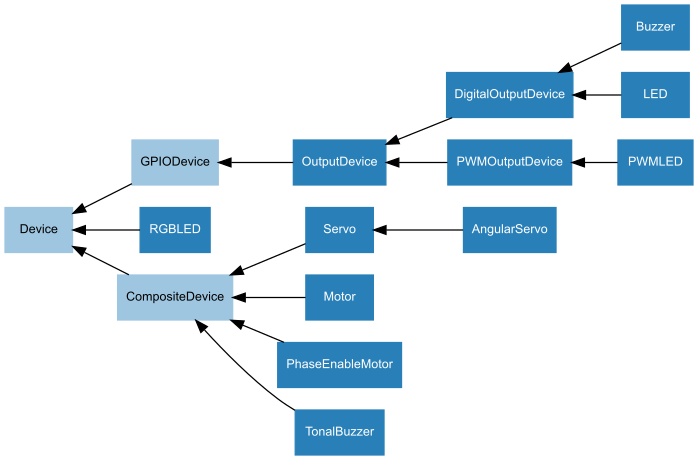 Buzzer
DigitalOutputDevice
LED
GPIODevice
OutputDevice
PWMOutputDevice
PWMLED
Device
RGBLED
Servo
AngularServo
CompositeDevice
Motor
PhaseEnableMotor
TonalBuzzer